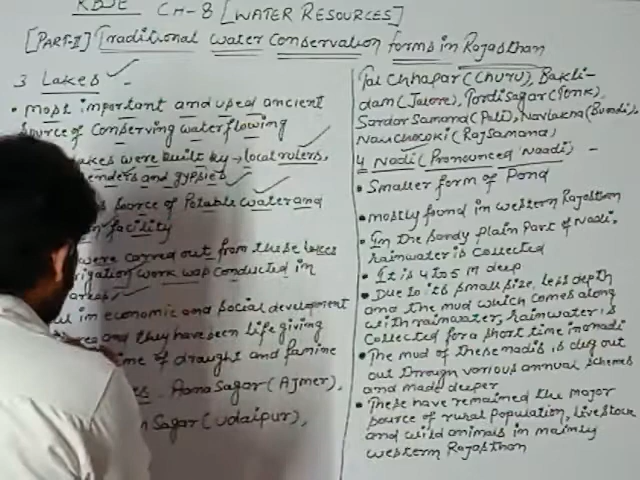 RBSE CH-8 [WATER RESOURCES]
[PART-II] Traditional Water Conservation forms in Rajasthan
3 Lakes
• most important and used ancient
source of Conserving water flowing
lakes were built by → local rulers,
and gypsies
source of Potable water and
facility
were carried out from these lakes
work was conducted in
areas
in economic and social development
and they have been life giving
time of draught and famine
AanaSagar (AJmer),
Sagar (Udaipur),
Tal Chhapar (Churu), Bakli-
dam (Jalore), TordiSagar (Tonk),
Sardar Samand (Pali), Navlakha (Bundi),
Nauchowki (Rajsamand)
4 Nadi (Pronounced Naadi) -
• Smaller form of Pond
• mostly found in western Rajasthan
• In the Sandy plain Part of Nadi,
rainwater is collected
• It is 4 to 5 m deep
• Due to its small size, less depth
and the mud which comes along
with rainwater, rainwater is
Collected for a short time in nadi
• The mud of these nadis is dug out
out through various annual schemes
and made deeper
• These have remained the major
source of rural population, livestock
and wild animals in mainly
western Rajasthan